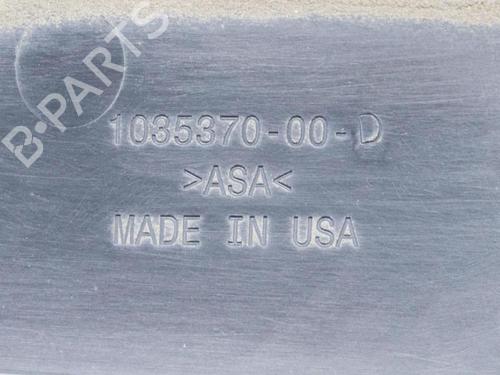 B-PARTS
1035370-00-D
>ASA<
MADE IN USA